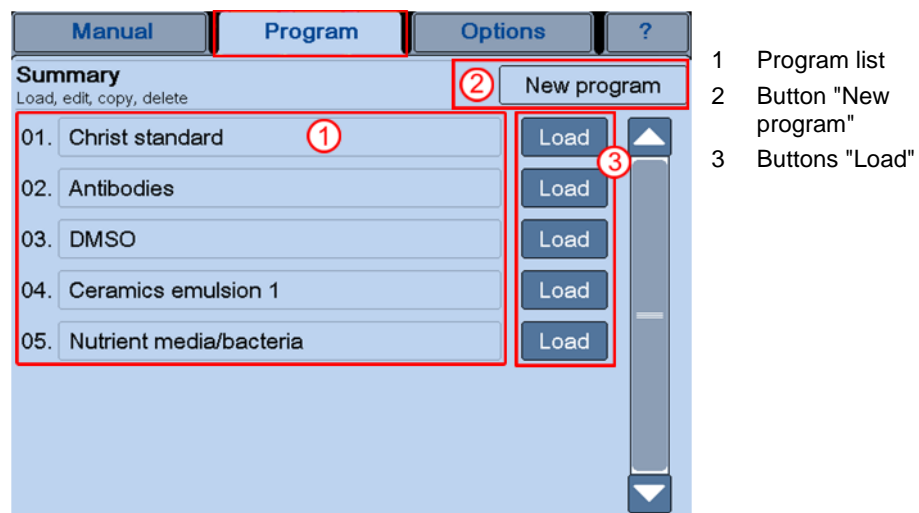 Manual Program Options ?
Summary
Load, edit, copy, delete
2 New program
01. Christ standard 1 Load
3
02. Antibodies Load
03. DMSO Load
04. Ceramics emulsion 1 Load
05. Nutrient media/bacteria Load
1 Program list
2 Button "New
program"
3 Buttons "Load"